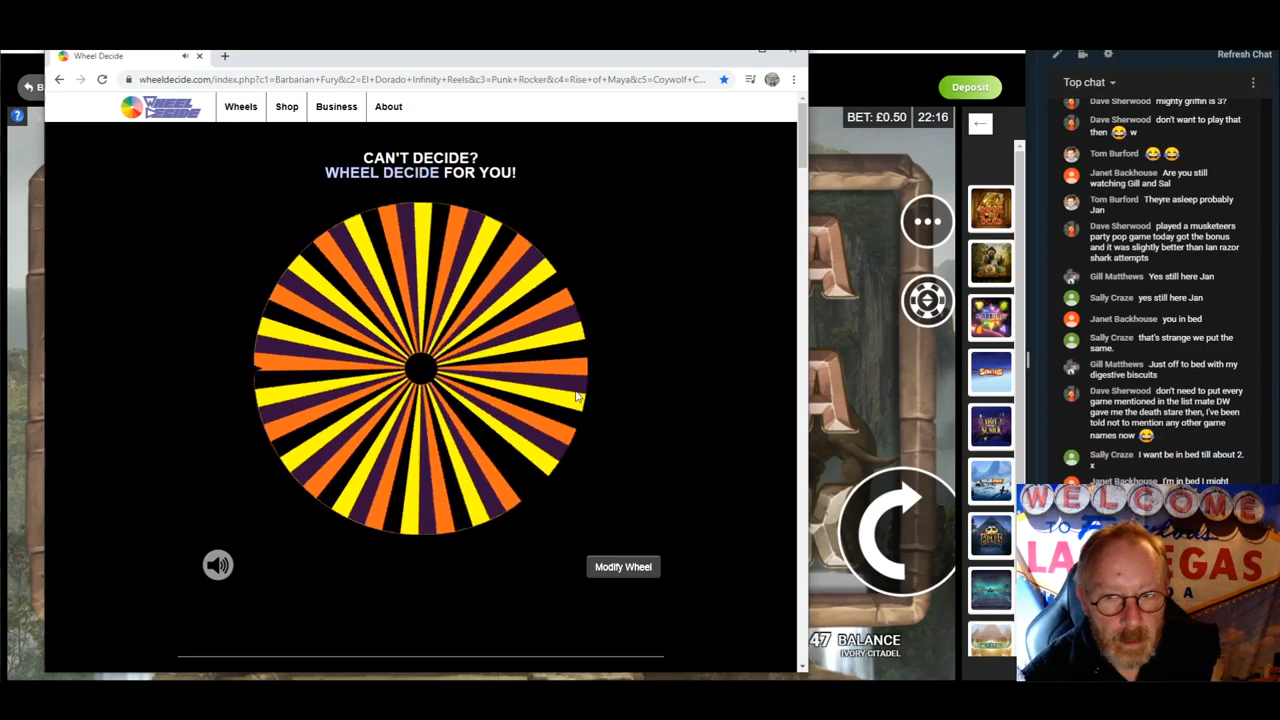 Wheel Decide
wheeldecide.com/index.php?c1=Barbarian+Fury&c2=El+Dorado+Infinity+Reels&c3=Punk+Rocker&c4=Rise+of+Maya&c5=Coywolf+C...
WHEEL DECIDE
Wheels
Shop
Business
About
CAN'T DECIDE?
WHEEL DECIDE FOR YOU!
Modify Wheel
B
Deposit
BET: £0.50
22:16
47 BALANCE
IVORY CITADEL
Refresh Chat
Top chat
Dave Sherwood mighty griffin is 3?
Dave Sherwood don't want to play that
then 😂 w
Tom Burford 😂 😂
Janet Backhouse Are you still
watching Gill and Sal
Tom Burford Theyre asleep probably
Jan
Dave Sherwood played a musketeers
party pop game today got the bonus
and it was slightly better than Ian razor
shark attempts
Gill Matthews Yes still here Jan
Sally Craze yes still here Jan
Janet Backhouse you in bed
Sally Craze that's strange we put the
same.
Gill Matthews Just off to bed with my
digestive biscuits
Dave Sherwood don't need to put every
game mentioned in the list mate DW
gave me the death stare then, I've been
told not to mention any other game
names now 😂
Sally Craze I want be in bed till about 2.
x
Janet Backhouse I'm in bed I might
WELCOME
TO
LAS VEGAS